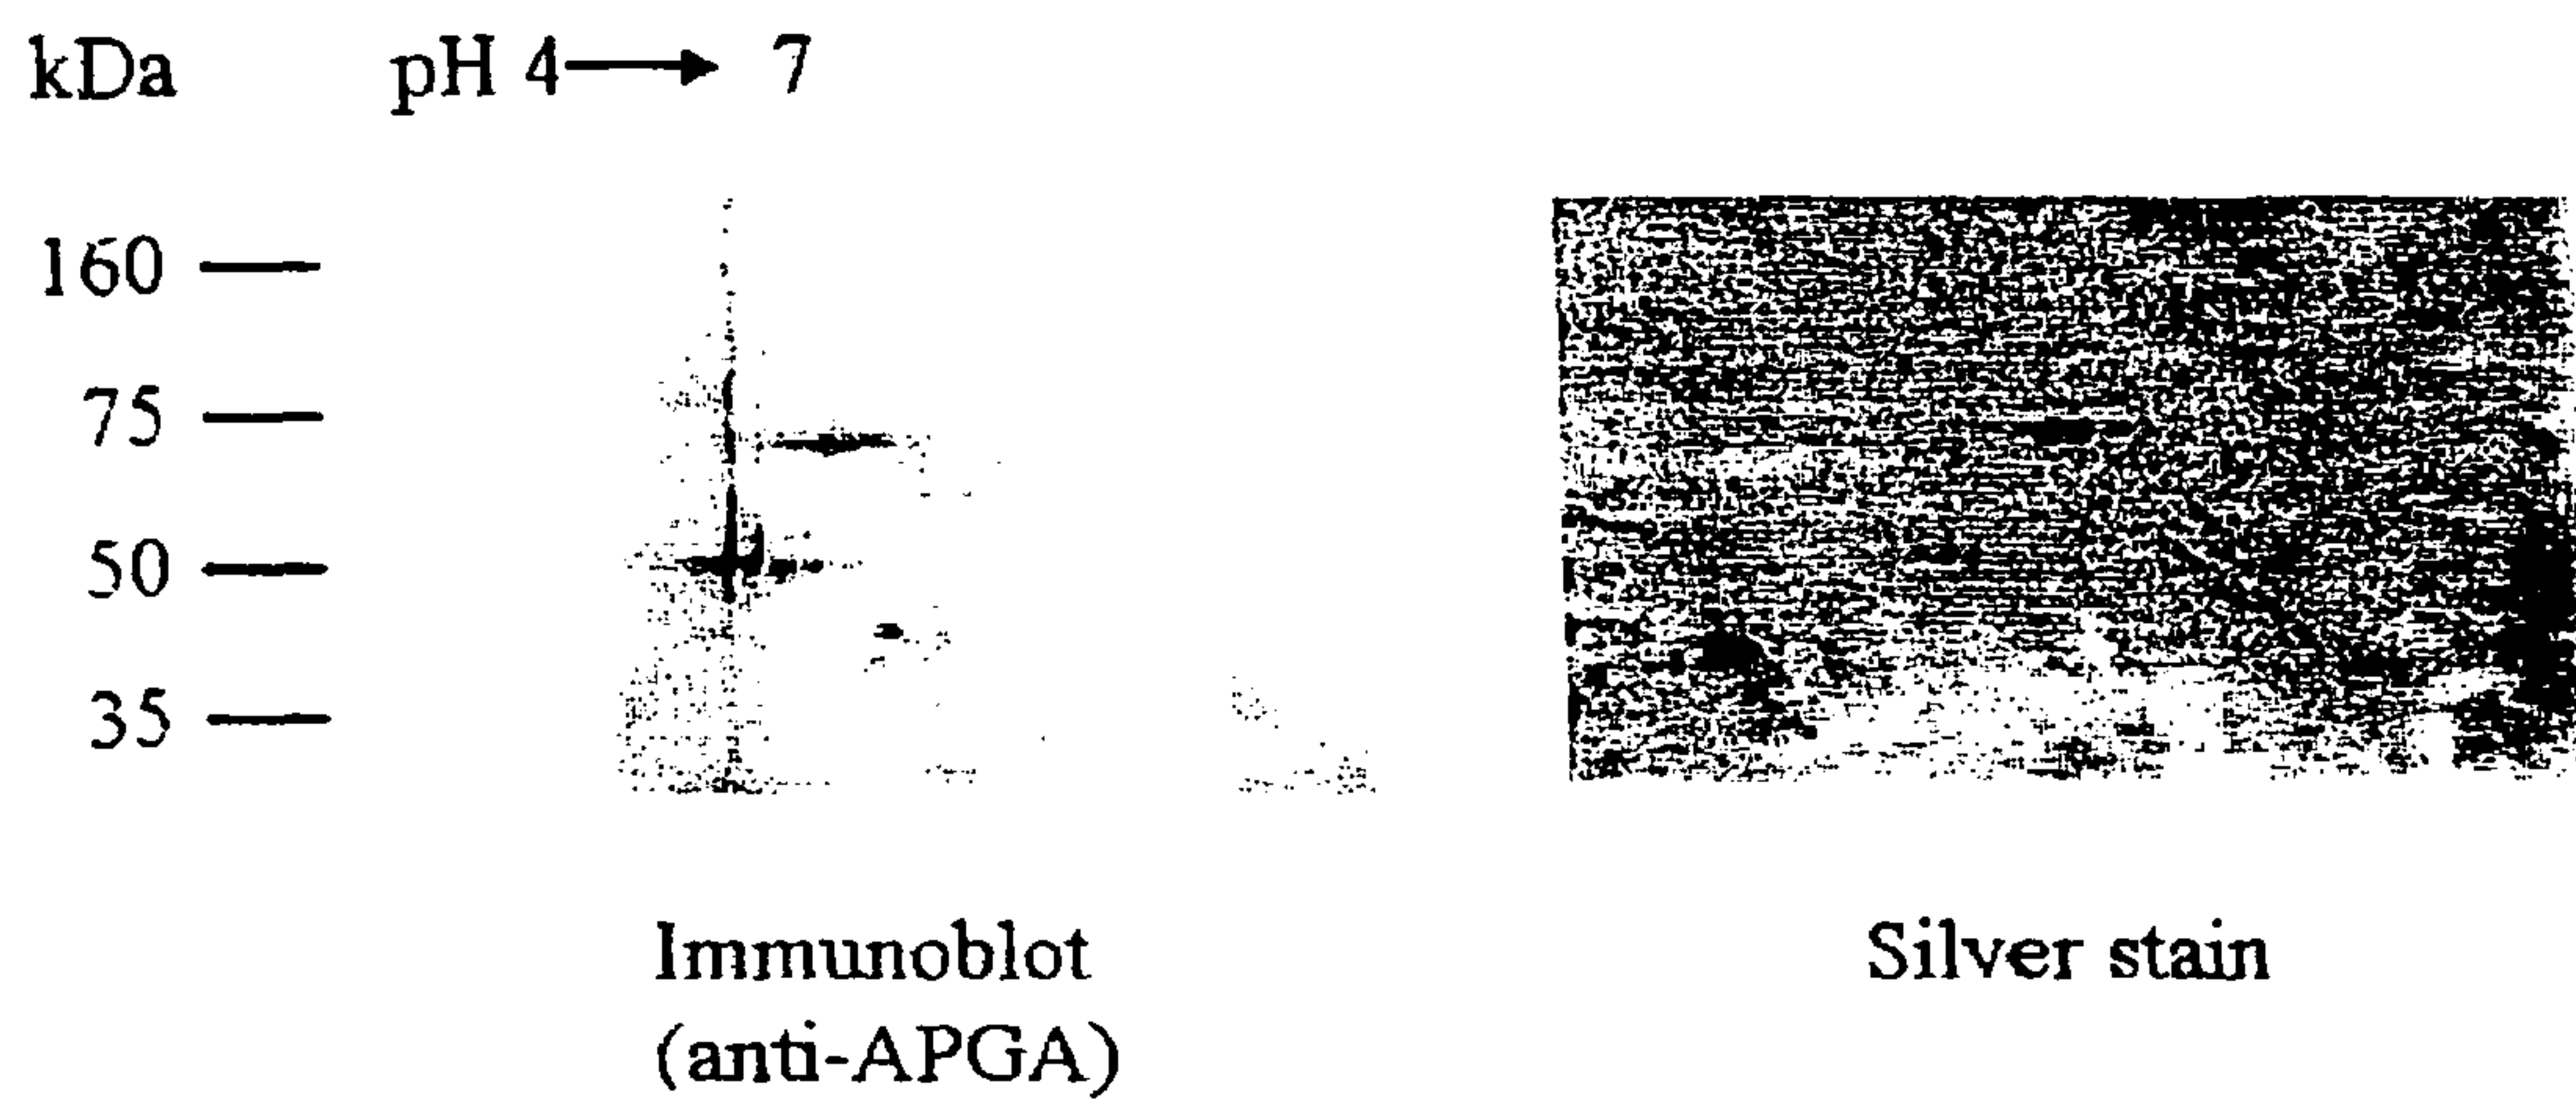 kDa pH 4→ 7
160
75
50
35
Immunoblot
(anti-APGA)
Silver stain